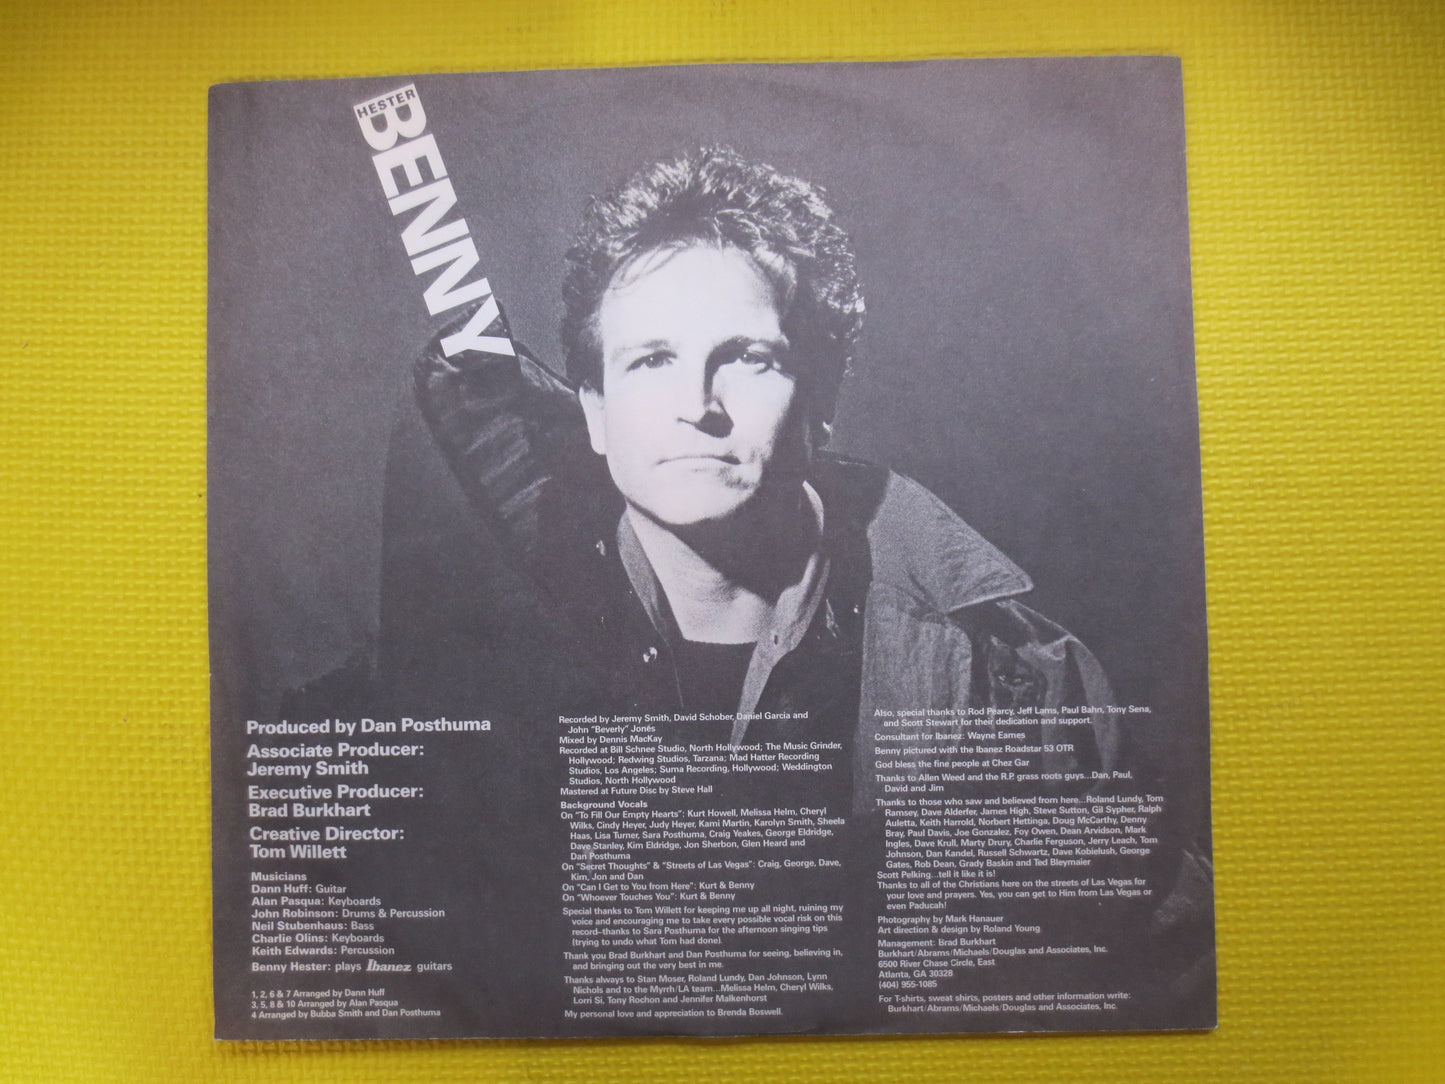 HESTER
BENNY
Produced by Dan Posthuma
Associate Producer:
Jeremy Smith
Executive Producer:
Brad Burkhart
Creative Director:
Tom Willett
Musicians
Dann Huff: Guitar
Alan Pasqua: Keyboards
John Robinson: Drums & Percussion
Neil Stubenhaus: Bass
Charlie Olins: Keyboards
Keith Edwards: Percussion
Benny Hester: plays Ibanez guitars
1, 2, 6 & 7 Arranged by Dann Huff
3, 5, 8 & 10 Arranged by Alan Pasqua
4 Arranged by Bubba Smith and Dan Posthuma
Recorded by Jeremy Smith, David Schober, Daniel Garcia and
John "Beverly" Jones
Mixed by Dennis MacKay
Recorded at Bill Schnee Studio, North Hollywood; The Music Grinder,
Hollywood; Redwing Studios, Tarzana; Mad Hatter Recording
Studios, Los Angeles; Suma Recording, Hollywood; Weddington
Studios, North Hollywood
Mastered at Future Disc by Steve Hall
Background Vocals
On "To Fill Our Empty Hearts": Kurt Howell, Melissa Helm, Cheryl
Wilks, Cindy Heyer, Judy Heyer, Kami Martin, Karolyn Smith, Sheela
Haas, Lisa Turner, Sara Posthuma, Craig Yeakes, George Eldridge,
Dave Stanley, Kim Eldridge, Jon Sherbon, Glen Heard and
Dan Posthuma
On "Secret Thoughts" & "Streets of Las Vegas": Craig, George, Dave,
Kim, Jon and Dan
On "Can I Get to You from Here": Kurt & Benny
On "Whoever Touches You": Kurt & Benny
Special thanks to Tom Willett for keeping me up all night, ruining my
voice and encouraging me to take every possible vocal risk on this
record–thanks to Sara Posthuma for the afternoon singing tips
(trying to undo what Tom had done).
Thank you Brad Burkhart and Dan Posthuma for seeing, believing in,
and bringing out the very best in me.
Thanks always to Stan Moser, Roland Lundy, Dan Johnson, Lynn
Nichols and to the Myrrh/LA team...Melissa Helm, Cheryl Wilks,
Lorri Si, Tony Rochon and Jennifer Malkenhorst
My personal love and appreciation to Brenda Boswell.
Also, special thanks to Rod Pearcy, Jeff Lams, Paul Bahn, Tony Sena,
and Scott Stewart for their dedication and support.
Consultant for Ibanez: Wayne Eames
Benny pictured with the Ibanez Roadstar 53 OTR
God bless the fine people at Chez Gar
Thanks to Allen Weed and the R.P. grass roots guys...Dan, Paul,
David and Jim
Thanks to those who saw and believed from here...Roland Lundy, Tom
Ramsey, Dave Alderfer, James High, Steve Sutton, Gil Sypher, Ralph
Auletta, Keith Harrold, Norbert Hettinga, Doug McCarthy, Denny
Bray, Paul Davis, Joe Gonzalez, Foy Owen, Dean Arvidson, Mark
Ingles, Dave Krull, Marty Drury, Charlie Ferguson, Jerry Leach, Tom
Johnson, Dan Kandel, Russell Schwartz, Dave Kobielush, George
Gates, Rob Dean, Grady Baskin and Ted Bleymaier
Scott Pelking...tell it like it is!
Thanks to all of the Christians here on the streets of Las Vegas for
your love and prayers. Yes, you can get to Him from Las Vegas or
even Paducah!
Photography by Mark Hanauer
Art direction & design by Roland Young
Management: Brad Burkhart
Burkhart/Abrams/Michaels/Douglas and Associates, Inc.
6500 River Chase Circle, East
Atlanta, GA 30328
(404) 955-1085
For T-shirts, sweat shirts, posters and other information write:
Burkhart/Abrams/Michaels/Douglas and Associates, Inc.